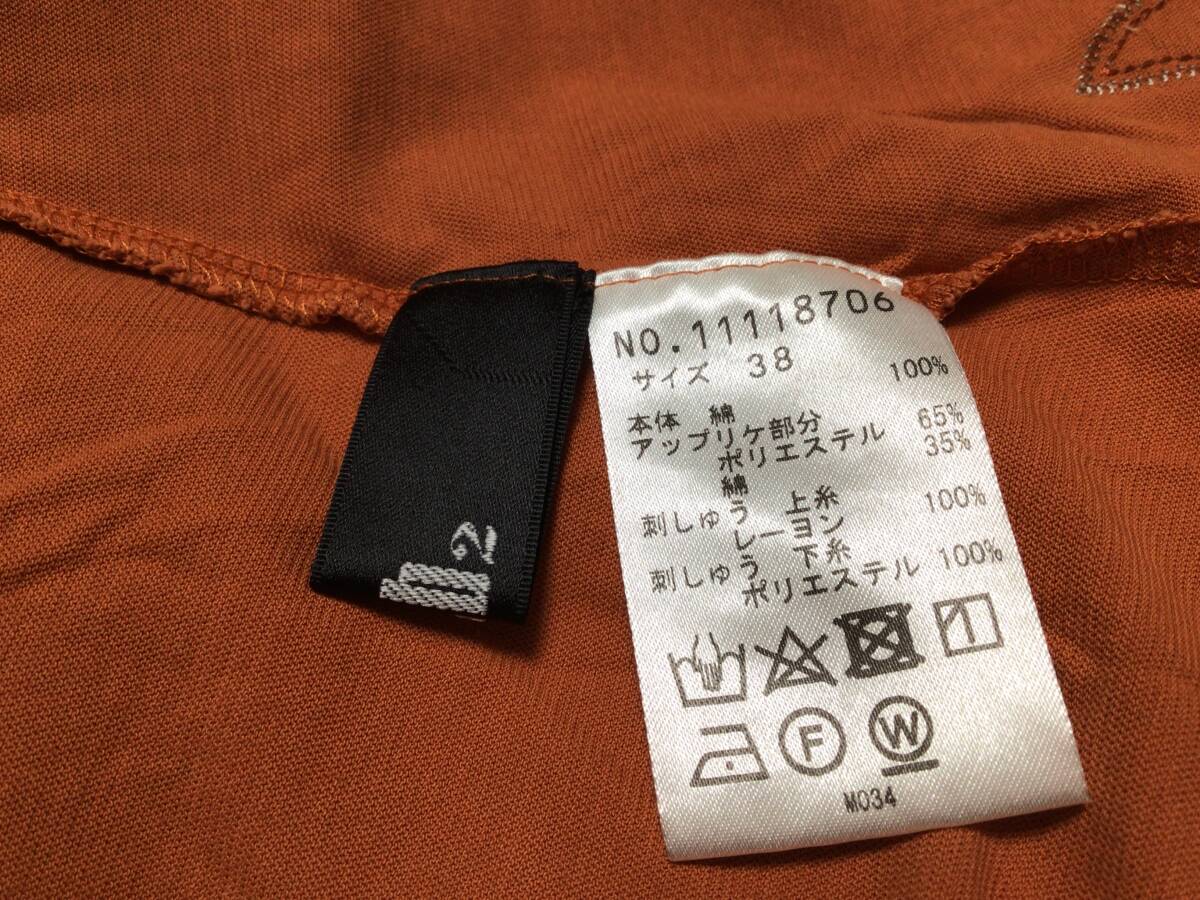 2
NO.11118706
サイズ 38
本体 綿 100%
アップリケ部分
ポリエステル 65%
綿 35%
刺しゅう 上糸
レーヨン 100%
刺しゅう 下糸
ポリエステル 100%
F
W
M034